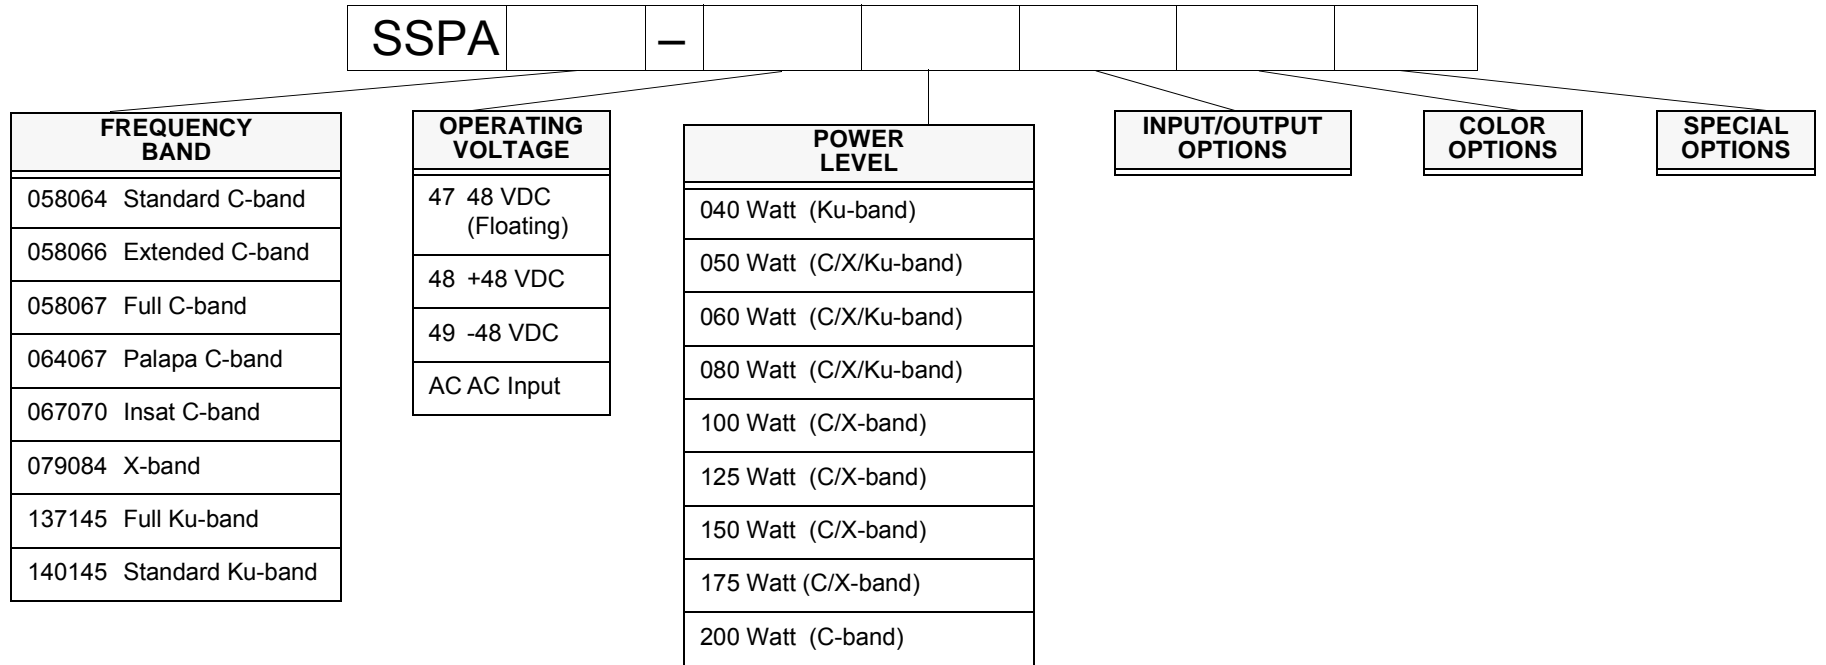 SSPA –
FREQUENCY
BAND
058064 Standard C-band
058066 Extended C-band
058067 Full C-band
064067 Palapa C-band
067070 Insat C-band
079084 X-band
137145 Full Ku-band
140145 Standard Ku-band
OPERATING
VOLTAGE
47 48 VDC
(Floating)
48 +48 VDC
49 -48 VDC
AC AC Input
POWER
LEVEL
040 Watt (Ku-band)
050 Watt (C/X/Ku-band)
060 Watt (C/X/Ku-band)
080 Watt (C/X/Ku-band)
100 Watt (C/X-band)
125 Watt (C/X-band)
150 Watt (C/X-band)
175 Watt (C/X-band)
200 Watt (C-band)
INPUT/OUTPUT
OPTIONS
COLOR
OPTIONS
SPECIAL
OPTIONS